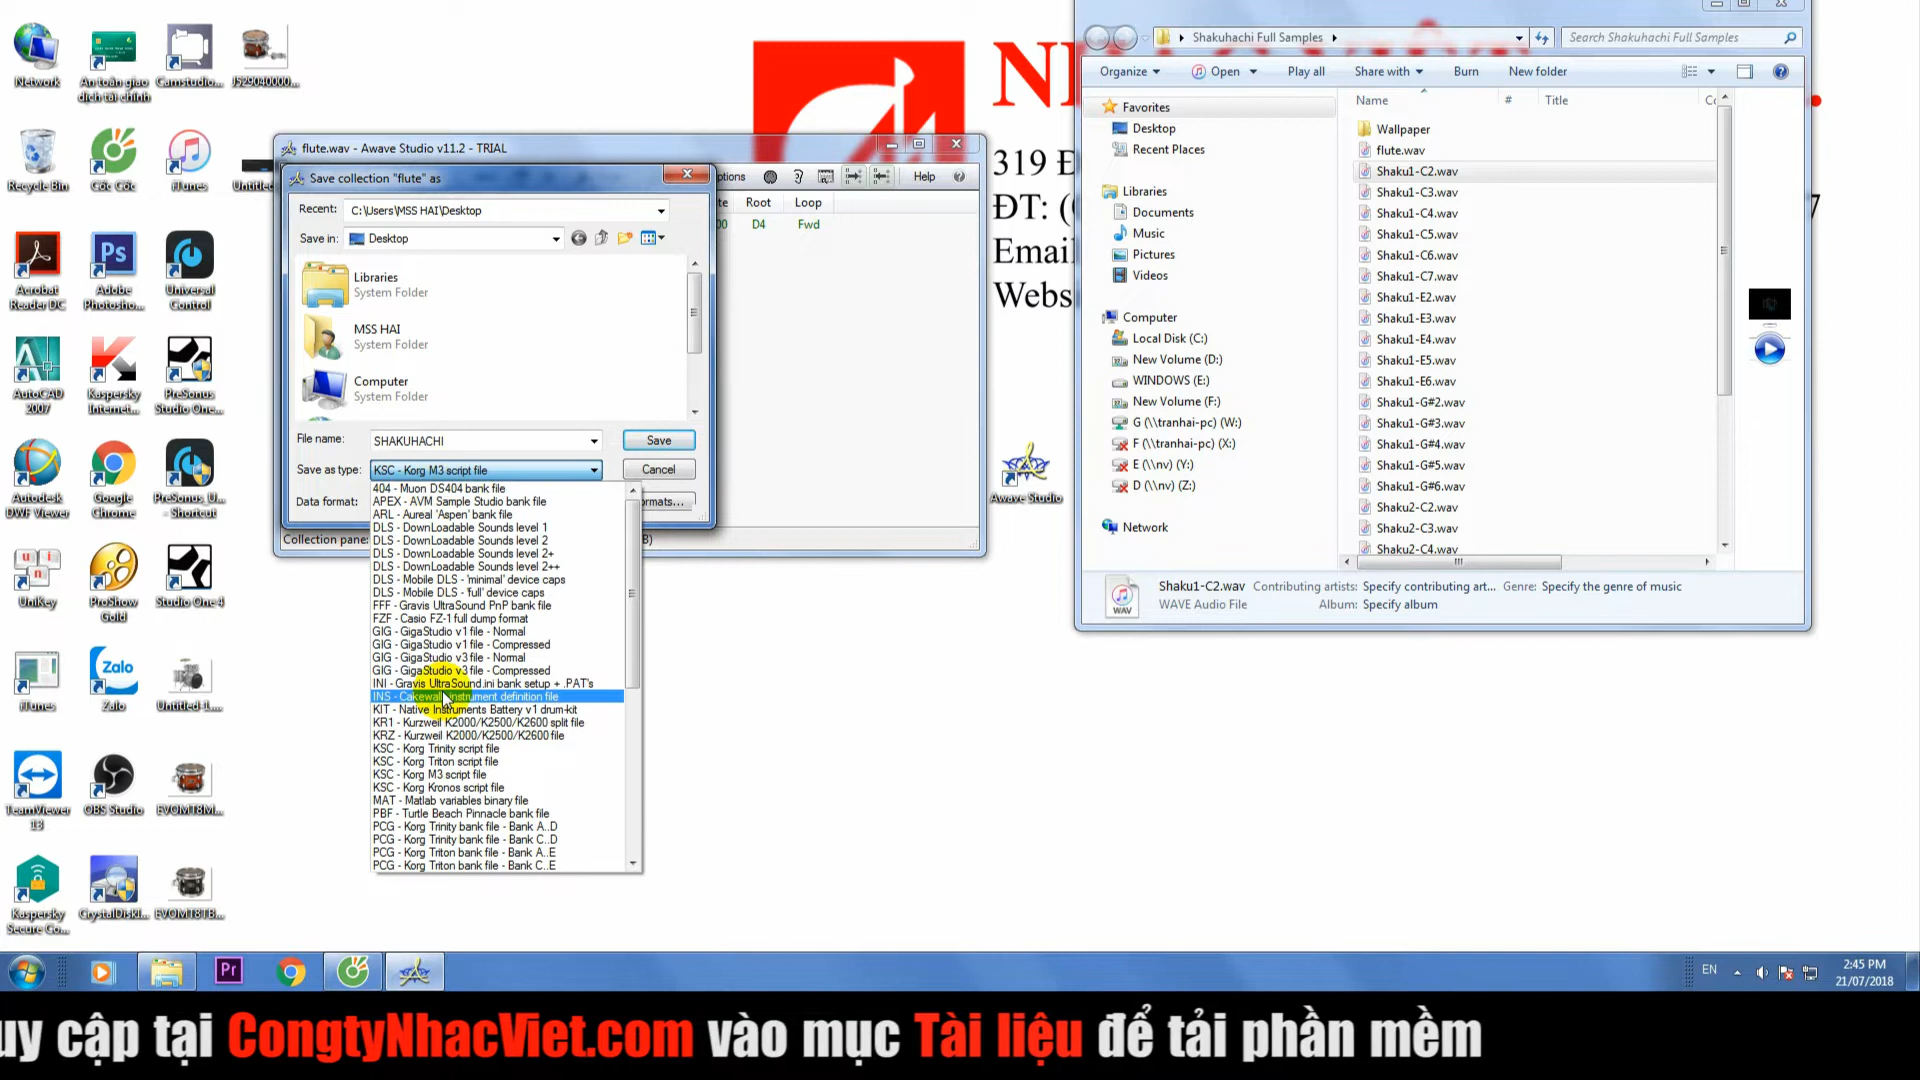 Network
An toàn giao
dịch tài chính
Camstudio...
JS29040000...
Recycle Bin
Cốc Cốc
iTunes
Untitled
Acrobat
Reader DC
Adobe
Photosho...
Universal
Control
AutoCAD
2007
Kaspersky
Internet...
PreSonus
Studio One...
Autodesk
DWF Viewer
Google
Chrome
PreSonus_U...
- Shortcut
UniKey
ProShow
Gold
Studio One 4
iTunes
Zalo
Zalo
Untitled-1...
TeamViewer
13
OBS Studio
EVOMT8M...
Kaspersky
Secure Co...
CrystalDiskI...
EVOMT8TB...
flute.wav - Awave Studio v11.2 - TRIAL
ptions
Help
te
Root
Loop
00
D4
Fwd
Collection pane:
B)
Save collection "flute" as
Recent:
C:\Users\MSS HAI\Desktop
Save in:
Desktop
Libraries
System Folder
MSS HAI
System Folder
Computer
System Folder
File name:
SHAKUHACHI
Save
Save as type:
KSC - Korg M3 script file
Cancel
Data format:
ormats...
404 - Muon DS404 bank file
APEX - AVM Sample Studio bank file
ARL - Aureal 'Aspen' bank file
DLS - DownLoadable Sounds level 1
DLS - DownLoadable Sounds level 2
DLS - DownLoadable Sounds level 2+
DLS - DownLoadable Sounds level 2++
DLS - Mobile DLS - 'minimal' device caps
DLS - Mobile DLS - 'full' device caps
FFF - Gravis UltraSound PnP bank file
FZF - Casio FZ-1 full dump format
GIG - GigaStudio v1 file - Normal
GIG - GigaStudio v1 file - Compressed
GIG - GigaStudio v3 file - Normal
GIG - GigaStudio v3 file - Compressed
INI - Gravis UltraSound.ini bank setup + .PAT's
INS - Cakewalk instrument definition file
KIT - Native Instruments Battery v1 drum-kit
KR1 - Kurzweil K2000/K2500/K2600 split file
KRZ - Kurzweil K2000/K2500/K2600 file
KSC - Korg Trinity script file
KSC - Korg Triton script file
KSC - Korg M3 script file
KSC - Korg Kronos script file
MAT - Matlab variables binary file
PBF - Turtle Beach Pinnacle bank file
PCG - Korg Trinity bank file - Bank A..D
PCG - Korg Trinity bank file - Bank C..D
PCG - Korg Triton bank file - Bank A..E
PCG - Korg Triton bank file - Bank C..E
319 Đ
ĐT: (
Email
Webs
7
Awave Studio
Shakuhachi Full Samples
Search Shakuhachi Full Samples
Organize
Open
Play all
Share with
Burn
New folder
Favorites
Desktop
Recent Places
Libraries
Documents
Music
Pictures
Videos
Computer
Local Disk (C:)
New Volume (D:)
WINDOWS (E:)
New Volume (F:)
G (\\tranhai-pc) (W:)
F (\\tranhai-pc) (X:)
E (\\nv) (Y:)
D (\\nv) (Z:)
Network
Name
#
Title
Wallpaper
flute.wav
Shaku1-C2.wav
Shaku1-C3.wav
Shaku1-C4.wav
Shaku1-C5.wav
Shaku1-C6.wav
Shaku1-C7.wav
Shaku1-E2.wav
Shaku1-E3.wav
Shaku1-E4.wav
Shaku1-E5.wav
Shaku1-E6.wav
Shaku1-G#2.wav
Shaku1-G#3.wav
Shaku1-G#4.wav
Shaku1-G#5.wav
Shaku1-G#6.wav
Shaku2-C2.wav
Shaku2-C3.wav
Shaku2-C4.wav
WAV
Shaku1-C2.wav
Contributing artists: Specify contributing art...
Genre: Specify the genre of music
WAVE Audio File
Album: Specify album
EN
2:45 PM
21/07/2018
uy cập tại CongtyNhacViet.com vào mục Tài liệu để tải phần mềm